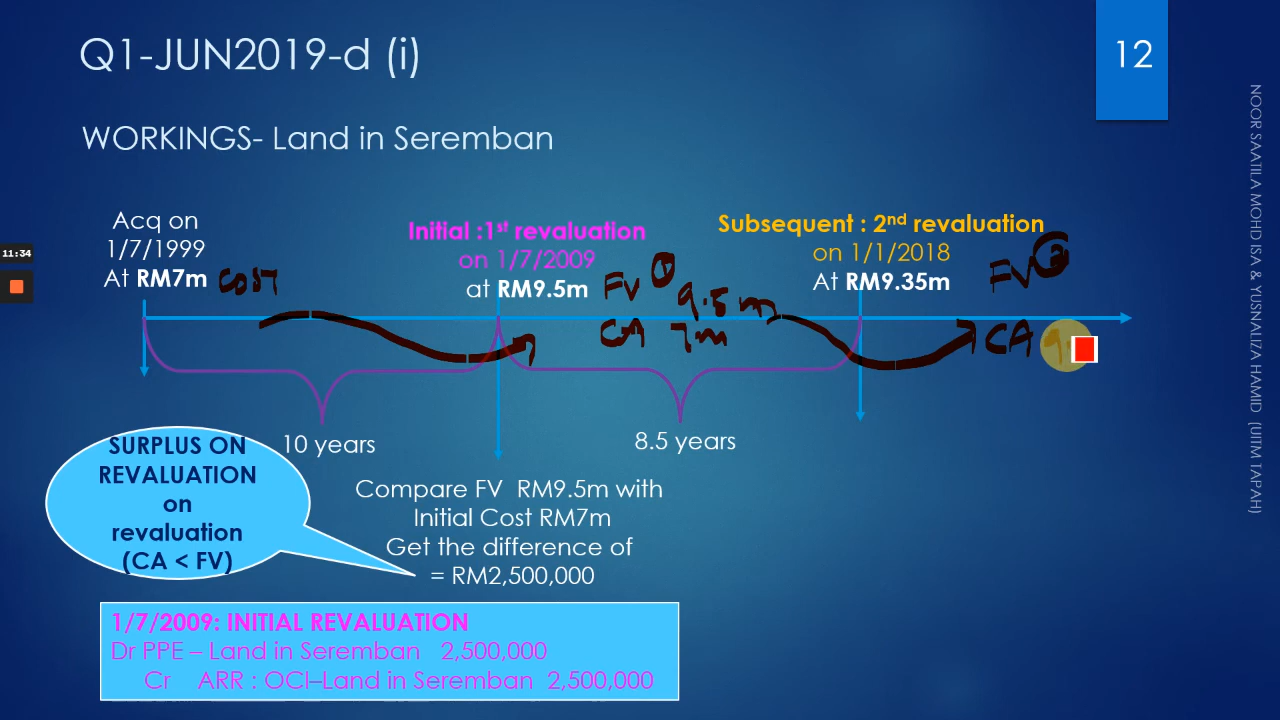 Q1-JUN2019-d (i)
12
WORKINGS- Land in Seremban
Acq on
1/7/1999
At RM7m
cost
Initial :1st revaluation
on 1/7/2009
at RM9.5m
FV 1 9.5 m
CA 7m
Subsequent : 2nd revaluation
on 1/1/2018
At RM9.35m
FV 2
CA
11:34
10 years
8.5 years
SURPLUS ON
REVALUATION
on
revaluation
(CA < FV)
Compare FV RM9.5m with
Initial Cost RM7m
Get the difference of
= RM2,500,000
1/7/2009: INITIAL REVALUATION
Dr PPE – Land in Seremban 2,500,000
Cr ARR : OCI–Land in Seremban 2,500,000
NOOR SAATILA MOHD ISA & YUSNALIZA HAMID (UITM TAPAH)